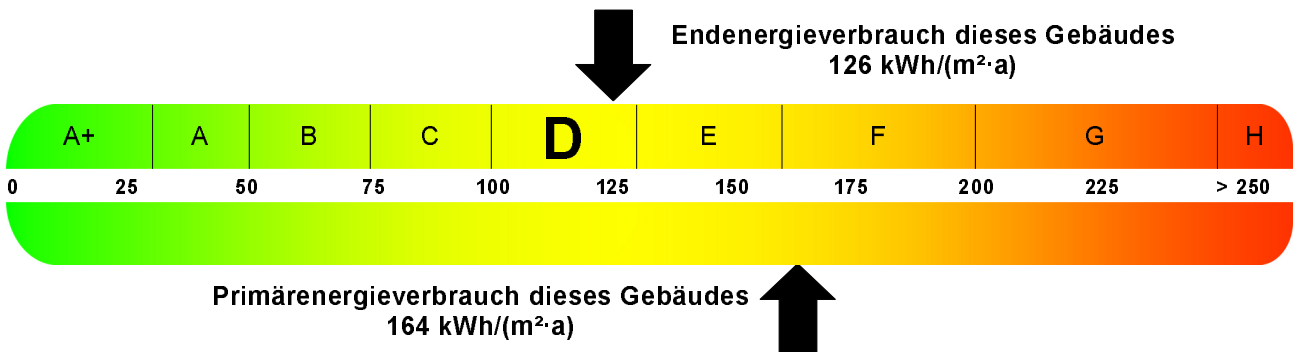 Endenergieverbrauch dieses Gebäudes
126 kWh/(m²·a)
A+ A B C D E F G H
0 25 50 75 100 125 150 175 200 225 > 250
Primärenergieverbrauch dieses Gebäudes
164 kWh/(m²·a)